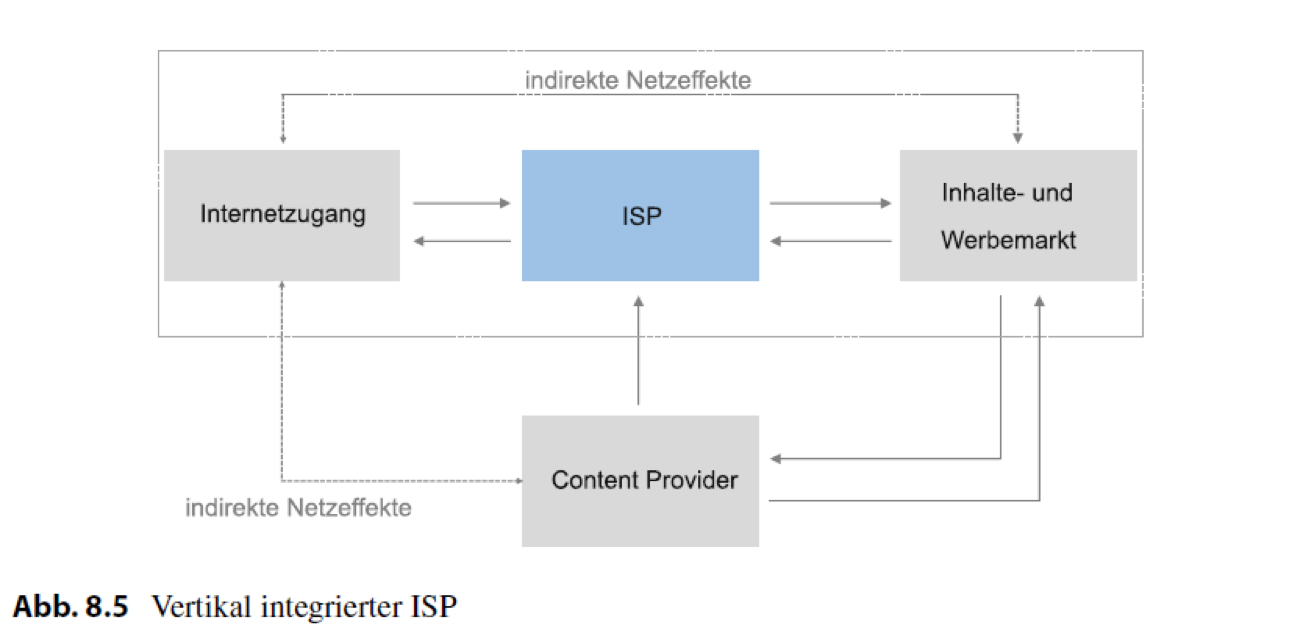 indirekte Netzeffekte
Internetzugang
ISP
Inhalte- und
Werbemarkt
Content Provider
indirekte Netzeffekte
Abb. 8.5 Vertikal integrierter ISP